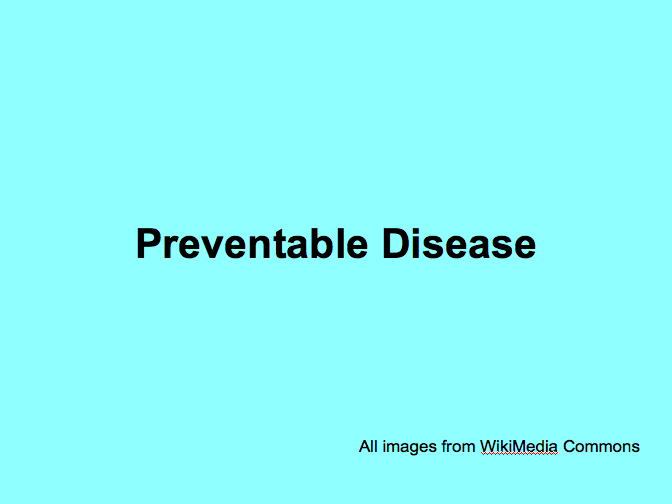 Preventable Disease
All images from WikiMedia Commons